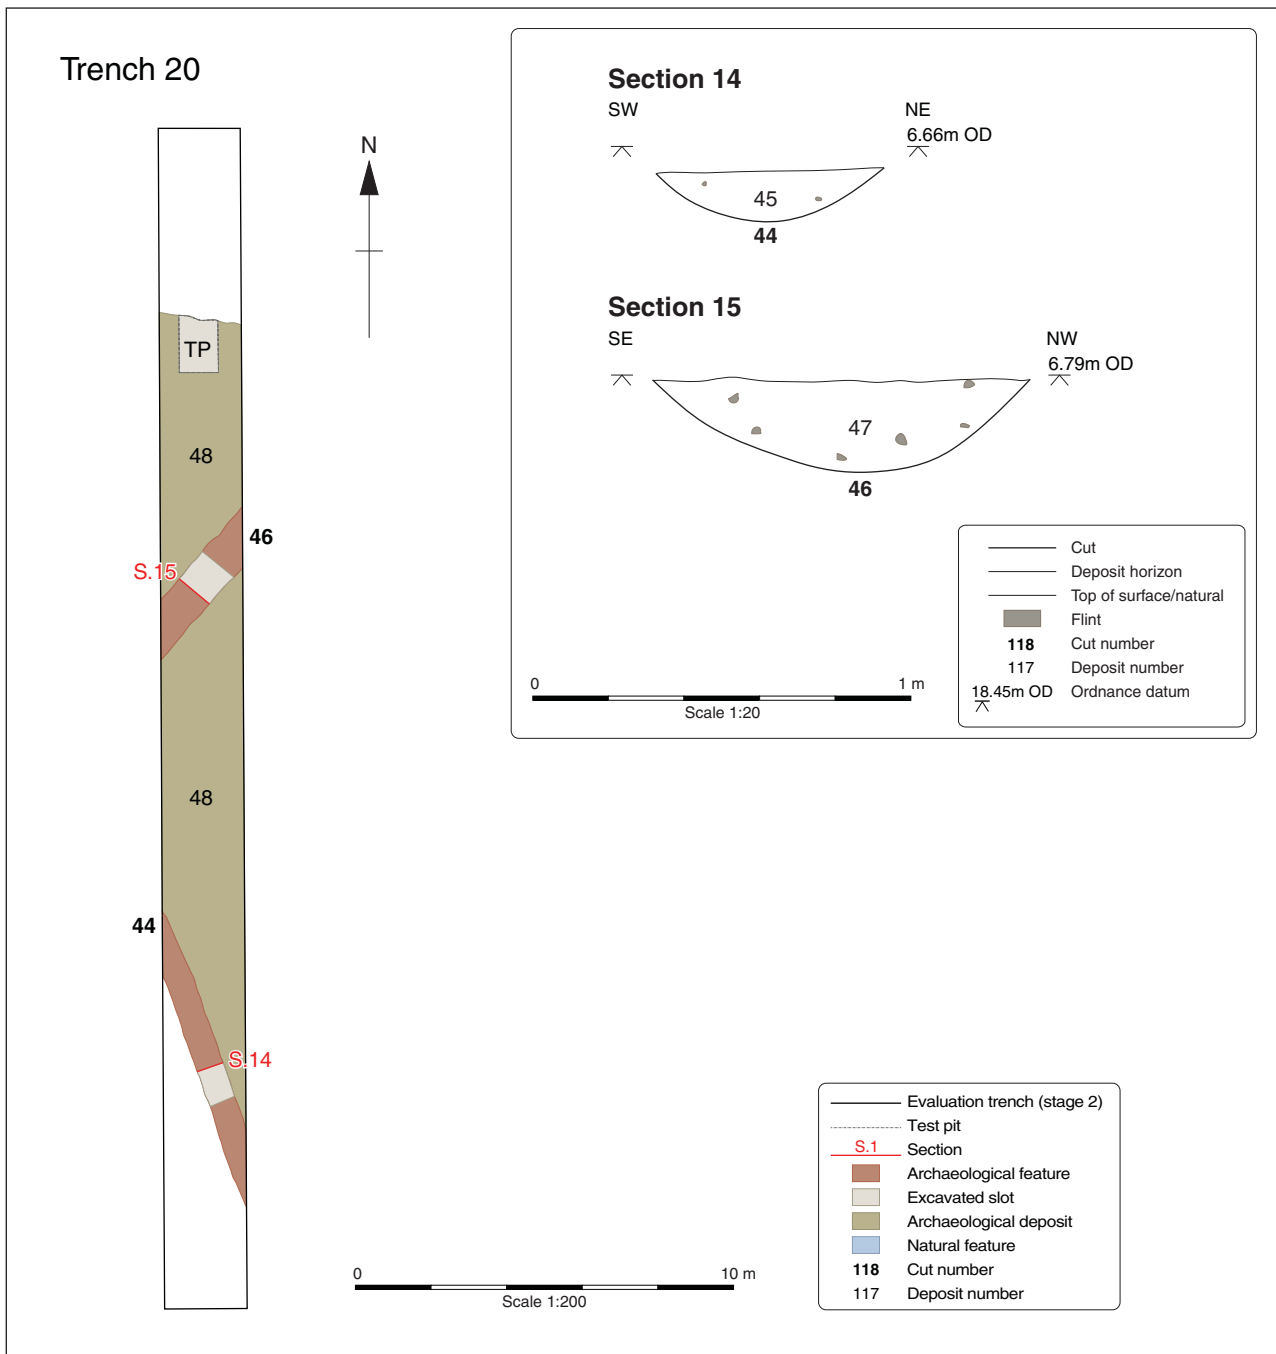 Trench 20
N
TP
48
46
S.15
48
44
S.14
Section 14
SW
NE
6.66m OD
45
44
Section 15
SE
NW
6.79m OD
47
46
Cut
Deposit horizon
Top of surface/natural
Flint
118 Cut number
117 Deposit number
18.45m OD Ordnance datum
0 1 m
Scale 1:20
0 10 m
Scale 1:200
Evaluation trench (stage 2)
Test pit
S.1 Section
Archaeological feature
Excavated slot
Archaeological deposit
Natural feature
118 Cut number
117 Deposit number